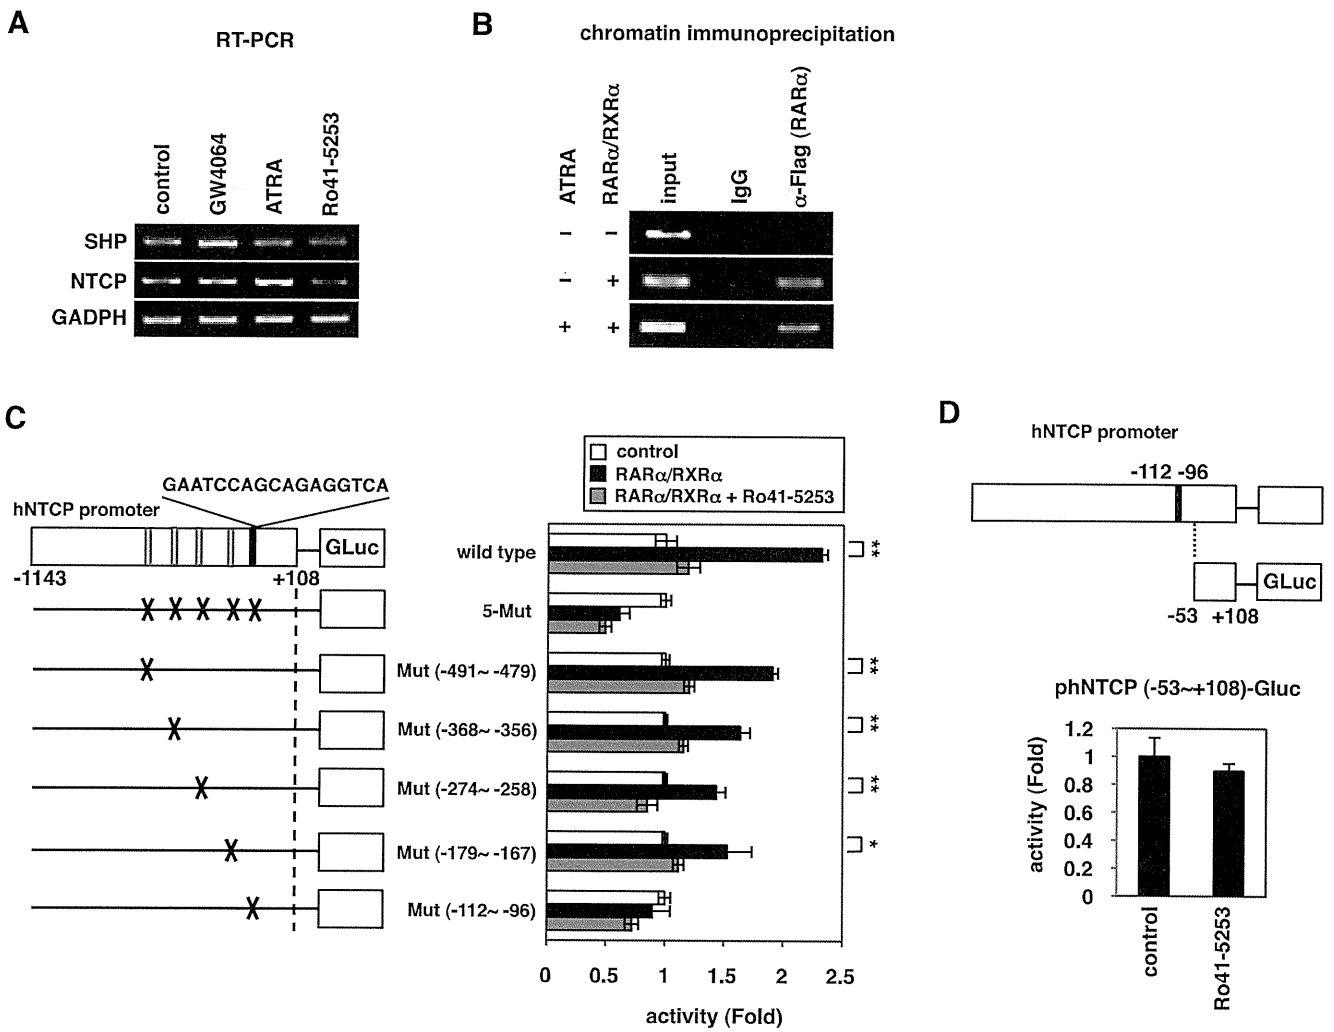 A
RT-PCR
control
GW4064
ATRA
Ro41-5253
SHP
NTCP
GADPH
B
chromatin immunoprecipitation
ATRA
RARα/RXRα
input
IgG
α-Flag (RARα)
- -
- +
+ +
C
GAATCCAGCAGAGGTCA
hNTCP promoter
GLuc
-1143
+108
X X X X X
X
X
X
X
X
control
RARα/RXRα
RARα/RXRα + Ro41-5253
wild type
5-Mut
Mut (-491~ -479)
Mut (-368~ -356)
Mut (-274~ -258)
Mut (-179~ -167)
Mut (-112~ -96)
**
**
**
**
*
0 0.5 1 1.5 2 2.5
activity (Fold)
D
hNTCP promoter
-112 -96
GLuc
-53 +108
phNTCP (-53~+108)-Gluc
activity (Fold)
1.2
1
0.8
0.6
0.4
0.2
0
control
Ro41-5253